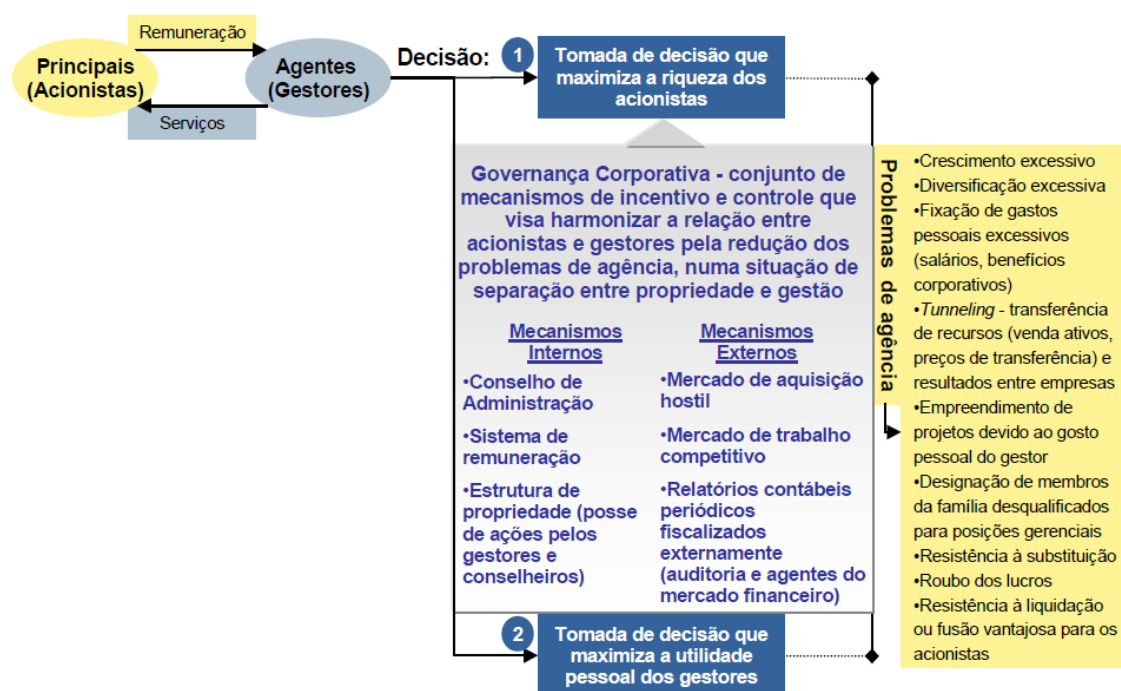 Remuneração
Principais
(Acionistas)
Agentes
(Gestores)
Serviços
Decisão:
1
Tomada de decisão que
maximiza a riqueza dos
acionistas
Governança Corporativa - conjunto de
mecanismos de incentivo e controle que
visa harmonizar a relação entre
acionistas e gestores pela redução dos
problemas de agência, numa situação de
separação entre propriedade e gestão
Mecanismos
Internos
•Conselho de
Administração
•Sistema de
remuneração
•Estrutura de
propriedade (posse
de ações pelos
gestores e
conselheiros)
Mecanismos
Externos
•Mercado de aquisição
hostil
•Mercado de trabalho
competitivo
•Relatórios contábeis
periódicos
fiscalizados
externamente
(auditoria e agentes do
mercado financeiro)
2
Tomada de decisão que
maximiza a utilidade
pessoal dos gestores
Problemas de agência
•Crescimento excessivo
•Diversificação excessiva
•Fixação de gastos
pessoais excessivos
(salários, benefícios
corporativos)
•Tunneling - transferência
de recursos (venda ativos,
preços de transferência) e
resultados entre empresas
•Empreendimento de
projetos devido ao gosto
pessoal do gestor
•Designação de membros
da família desqualificados
para posições gerenciais
•Resistência à substituição
•Roubo dos lucros
•Resistência à liquidação
ou fusão vantajosa para os
acionistas